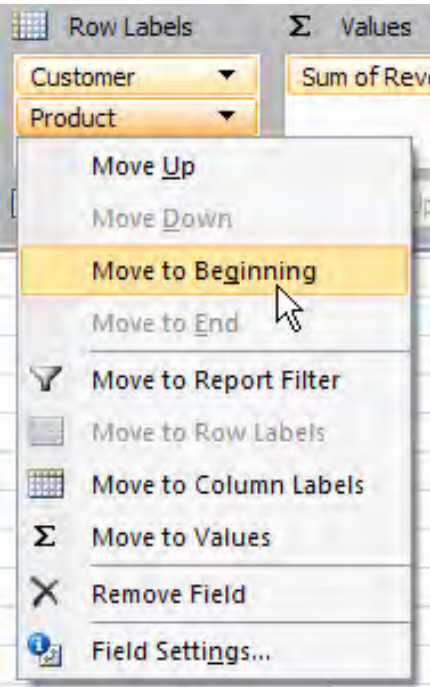 Row Labels
Σ Values
Customer
Sum of Rev
Product
Move Up
Move Down
Move to Beginning
Move to End
Move to Report Filter
Move to Row Labels
Move to Column Labels
Σ Move to Values
Remove Field
Field Settings...